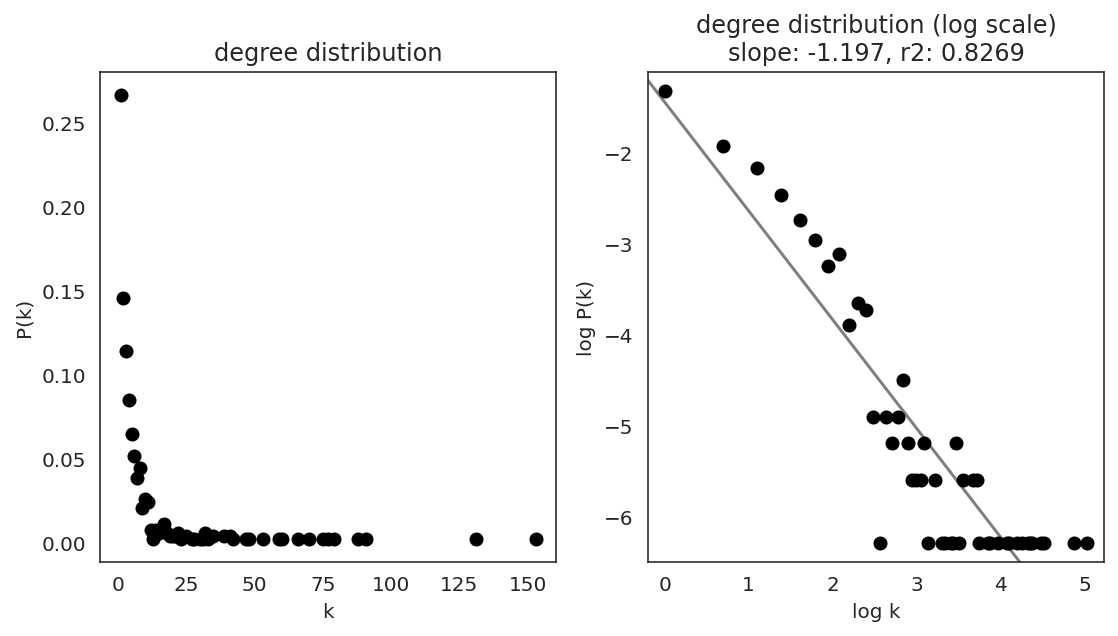 degree distribution
0.25
0.20
0.15
0.10
0.05
0.00
P(k)
0 25 50 75 100 125 150
k
degree distribution (log scale)
slope: -1.197, r2: 0.8269
−2
−3
−4
−5
−6
log P(k)
0 1 2 3 4 5
log k